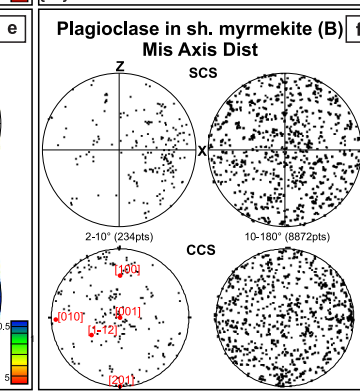 e
Plagioclase in sh. myrmekite (B)
Mis Axis Dist
f
Z
SCS
X
2-10° (234pts)
10-180° (8872pts)
CCS
[100]
[010]
[001]
[1-12]
[201]
0.5
5